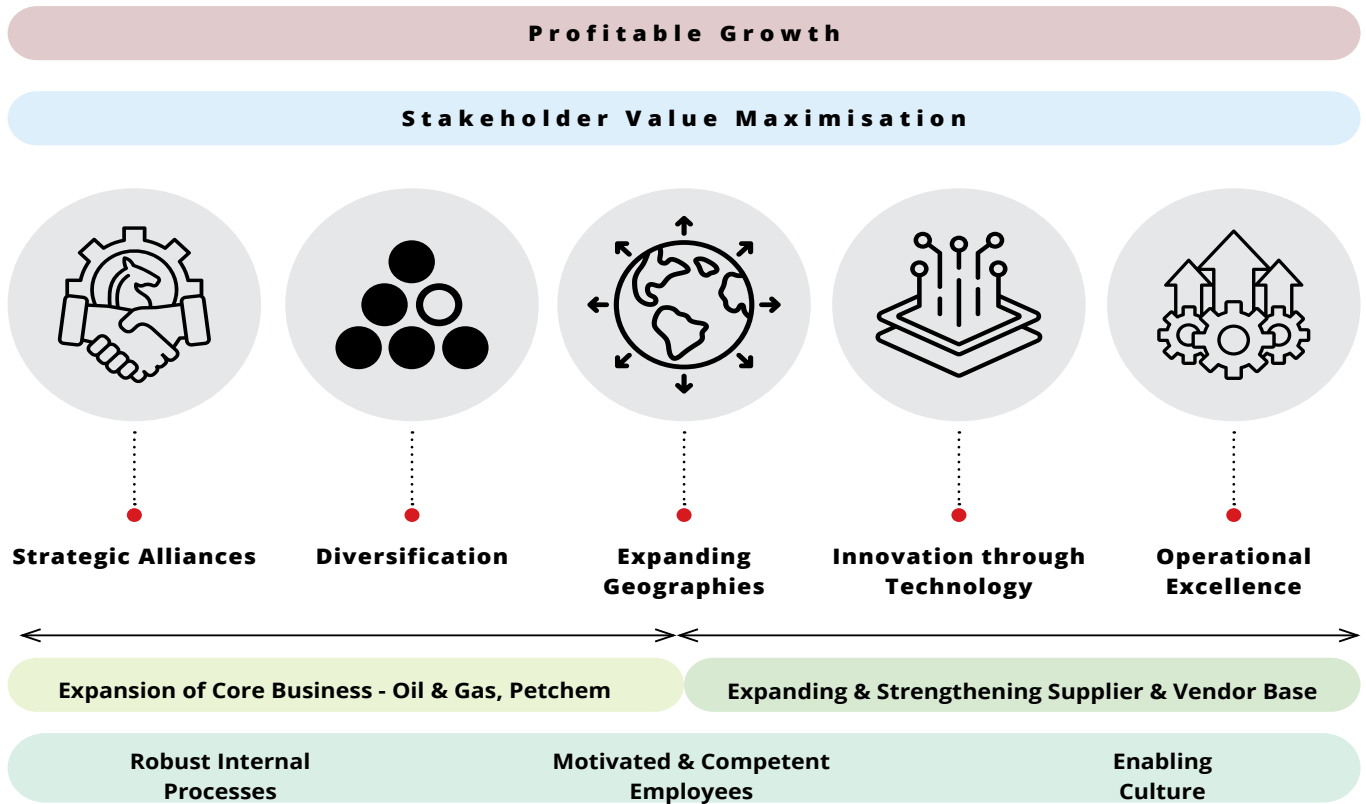 Profitable Growth
Stakeholder Value Maximisation
Strategic Alliances
Diversification
Expanding
Geographies
Innovation through
Technology
Operational
Excellence
Expansion of Core Business - Oil & Gas, Petchem
Expanding & Strengthening Supplier & Vendor Base
Robust Internal
Processes
Motivated & Competent
Employees
Enabling
Culture